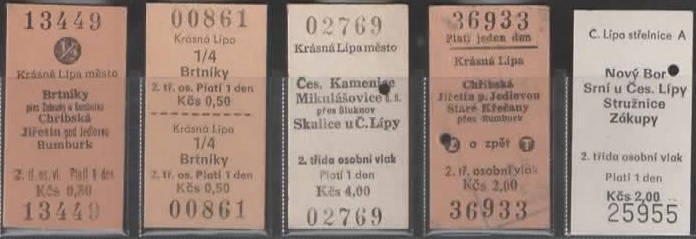 13449
1/2
Krásná Lípa město
Brtníky
přes Zahrady u Rumburka
Chřibská
Jiřetín pod Jedlovou
Rumburk
2. tř. os. vl. Platí 1 den
Kčs 0,50
13449
00861
Krásná Lípa
1/4
Brtníky
2. tř. os. Platí 1 den
Kčs 0,50
Krásná Lípa
1/4
Brtníky
2. tř. os. Platí 1 den
Kčs 0,50
00861
02769
Krásná Lípa město
Čes. Kamenice
Mikulášovice d. n.
přes Šluknov
Skalice u Č. Lípy
2. třída osobní vlak
Platí 1 den
Kčs 4,00
02769
36933
Platí jeden den
Krásná Lípa
Chřibská
Jiřetín p. Jedlovou
Staré Křečany
přes Rumburk
Z a zpět T
2. tř. osobní vlak
Kčs 2,00
36933
Č. Lípa střelnice A
Nový Bor
Srní u Čes. Lípy
Stružnice
Zákupy
2. třída osobní vlak
Platí 1 den
Kčs 2,00
25955